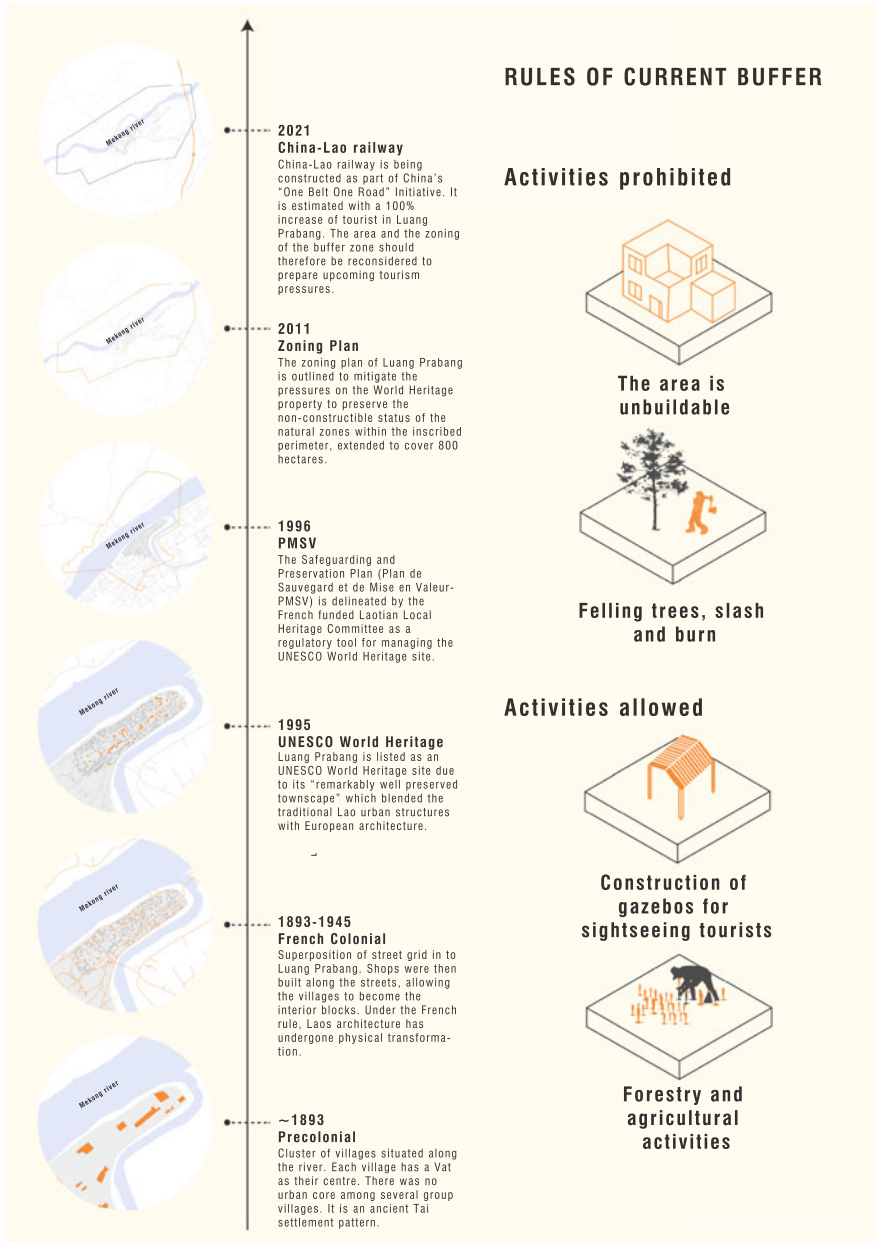 Mekong river
2021
China-Lao railway
China-Lao railway is being
constructed as part of China's
“One Belt One Road” Initiative. It
is estimated with a 100%
increase of tourist in Luang
Prabang. The area and the zoning
of the buffer zone should
therefore be reconsidered to
prepare upcoming tourism
pressures.
Mekong river
2011
Zoning Plan
The zoning plan of Luang Prabang
is outlined to mitigate the
pressures on the World Heritage
property to preserve the
non-constructible status of the
natural zones within the inscribed
perimeter, extended to cover 800
hectares.
Mekong river
1996
PMSV
The Safeguarding and
Preservation Plan (Plan de
Sauvegard et de Mise en Valeur-
PMSV) is delineated by the
French funded Laotian Local
Heritage Committee as a
regulatory tool for managing the
UNESCO World Heritage site.
Mekong river
1995
UNESCO World Heritage
Luang Prabang is listed as an
UNESCO World Heritage site due
to its “remarkably well preserved
townscape” which blended the
traditional Lao urban structures
with European architecture.
Mekong river
1893-1945
French Colonial
Superposition of street grid in to
Luang Prabang. Shops were then
built along the streets, allowing
the villages to become the
interior blocks. Under the French
rule, Laos architecture has
undergone physical transforma-
tion.
Mekong river
~1893
Precolonial
Cluster of villages situated along
the river. Each village has a Vat
as their centre. There was no
urban core among several group
villages. It is an ancient Tai
settlement pattern.
RULES OF CURRENT BUFFER
Activities prohibited
The area is
unbuildable
Felling trees, slash
and burn
Activities allowed
Construction of
gazebos for
sightseeing tourists
Forestry and
agricultural
activities